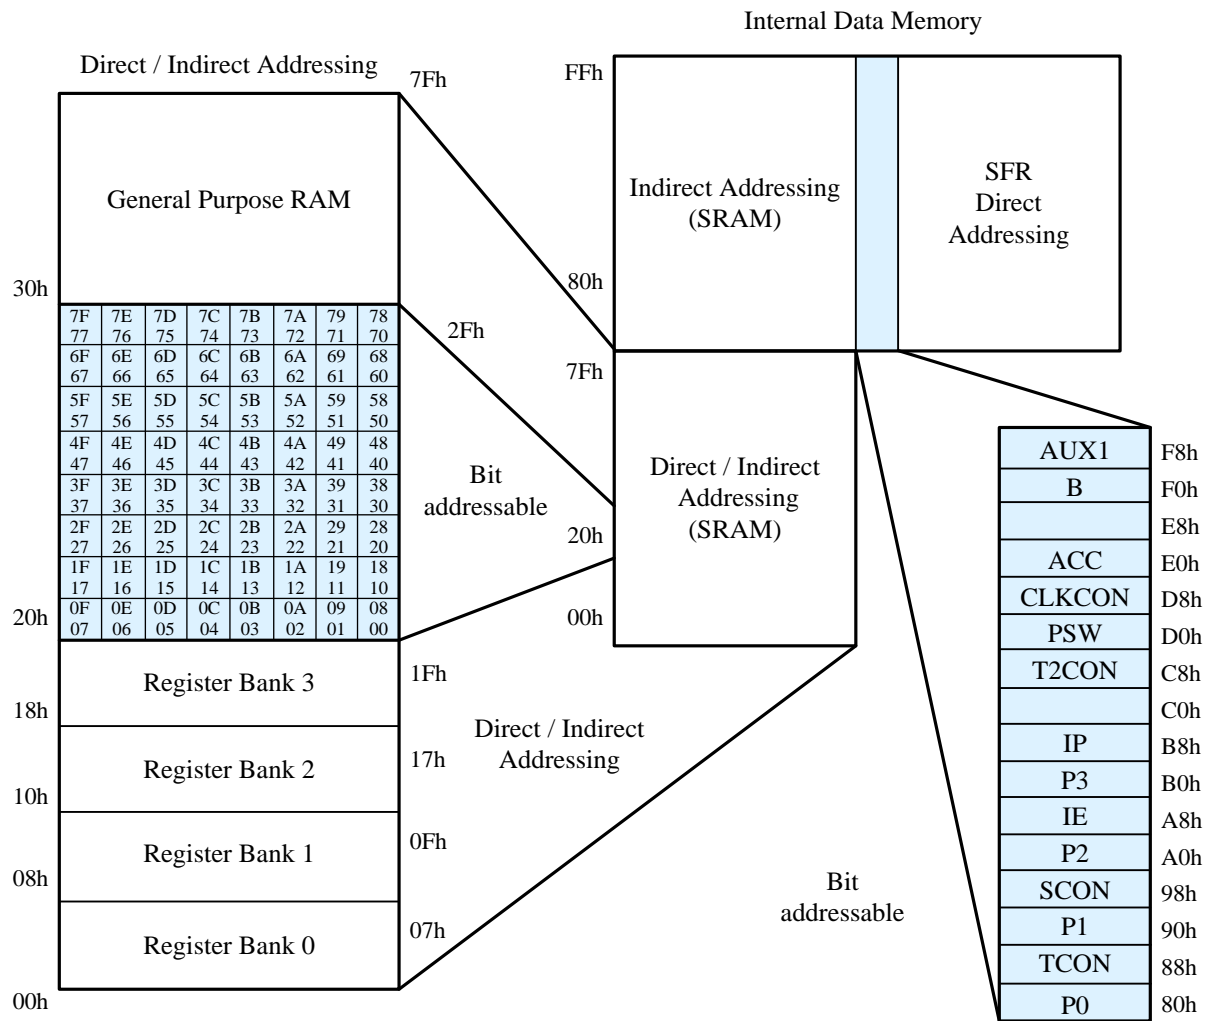 Internal Data Memory
Direct / Indirect Addressing
7Fh
General Purpose RAM
30h
7F 7E 7D 7C 7B 7A 79 78
77 76 75 74 73 72 71 70
6F 6E 6D 6C 6B 6A 69 68
67 66 65 64 63 62 61 60
5F 5E 5D 5C 5B 5A 59 58
57 56 55 54 53 52 51 50
4F 4E 4D 4C 4B 4A 49 48
47 46 45 44 43 42 41 40
3F 3E 3D 3C 3B 3A 39 38
37 36 35 34 33 32 31 30
2F 2E 2D 2C 2B 2A 29 28
27 26 25 24 23 22 21 20
1F 1E 1D 1C 1B 1A 19 18
17 16 15 14 13 12 11 10
0F 0E 0D 0C 0B 0A 09 08
07 06 05 04 03 02 01 00
20h
2Fh
Bit
addressable
Register Bank 3
1Fh
18h
Register Bank 2
17h
10h
Register Bank 1
0Fh
08h
Register Bank 0
07h
00h
Direct / Indirect
Addressing
FFh
Indirect Addressing
(SRAM)
80h
SFR
Direct
Addressing
7Fh
Direct / Indirect
Addressing
(SRAM)
20h
00h
Bit
addressable
AUX1 F8h
B F0h
E8h
ACC E0h
CLKCON D8h
PSW D0h
T2CON C8h
C0h
IP B8h
P3 B0h
IE A8h
P2 A0h
SCON 98h
P1 90h
TCON 88h
P0 80h